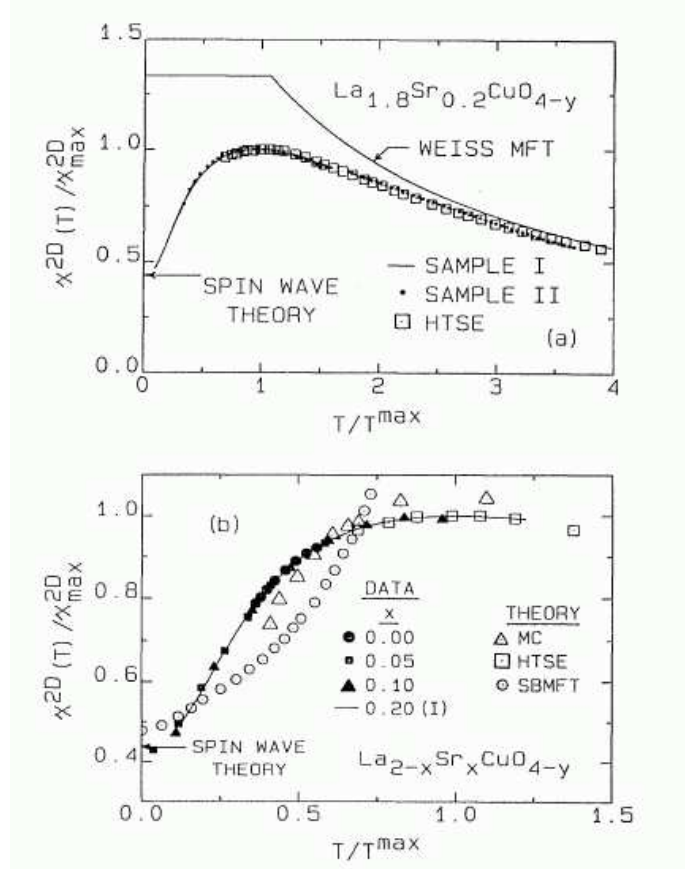 1.5
La1.8Sr0.2CuO4-y
WEISS MFT
1.0
χ2D(T)/χ2Dmax
0.5
SPIN WAVE
THEORY
SAMPLE I
SAMPLE II
HTSE
(a)
0.0
0 1 2 3 4
T/Tmax
1.0
(b)
DATA
x
THEORY
0.8
0.00
MC
0.05
HTSE
0.10
SBMFT
0.20 (I)
χ2D(T)/χ2Dmax
0.6
SPIN WAVE
THEORY
La2-xSrxCuO4-y
0.4
0.0 0.5 1.0 1.5
T/Tmax